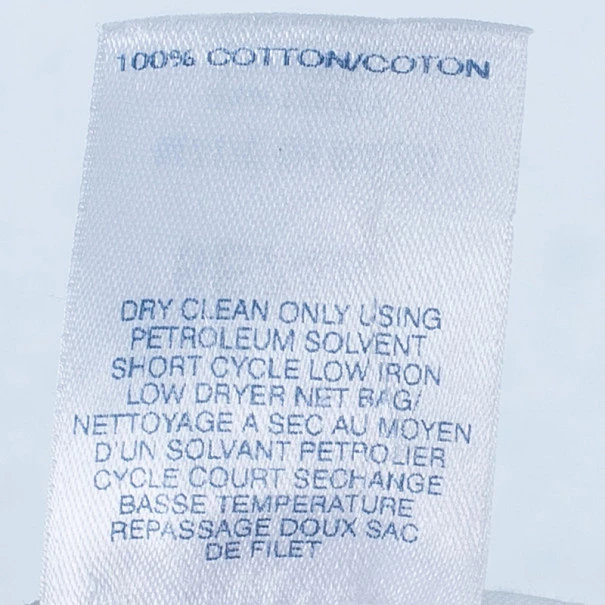 100% COTTON/COTON
DRY CLEAN ONLY USING
PETROLEUM SOLVENT
SHORT CYCLE LOW IRON
LOW DRYER NET BAG/
NETTOYAGE A SEC AU MOYEN
D'UN SOLVANT PETROLIER
CYCLE COURT SECHANGE
BASSE TEMPERATURE
REPASSAGE DOUX SAC
DE FILET